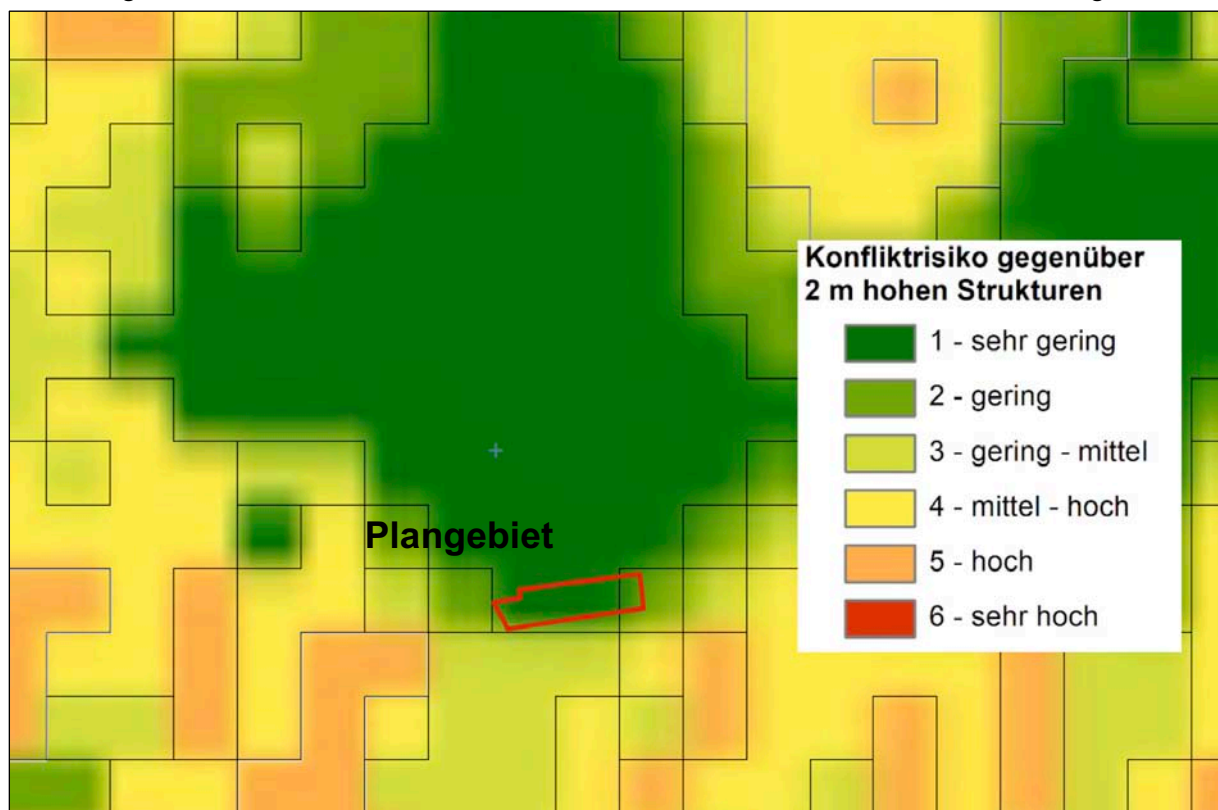 Plangebiet
Konfliktrisiko gegenüber
2 m hohen Strukturen
1 - sehr gering
2 - gering
3 - gering - mittel
4 - mittel - hoch
5 - hoch
6 - sehr hoch